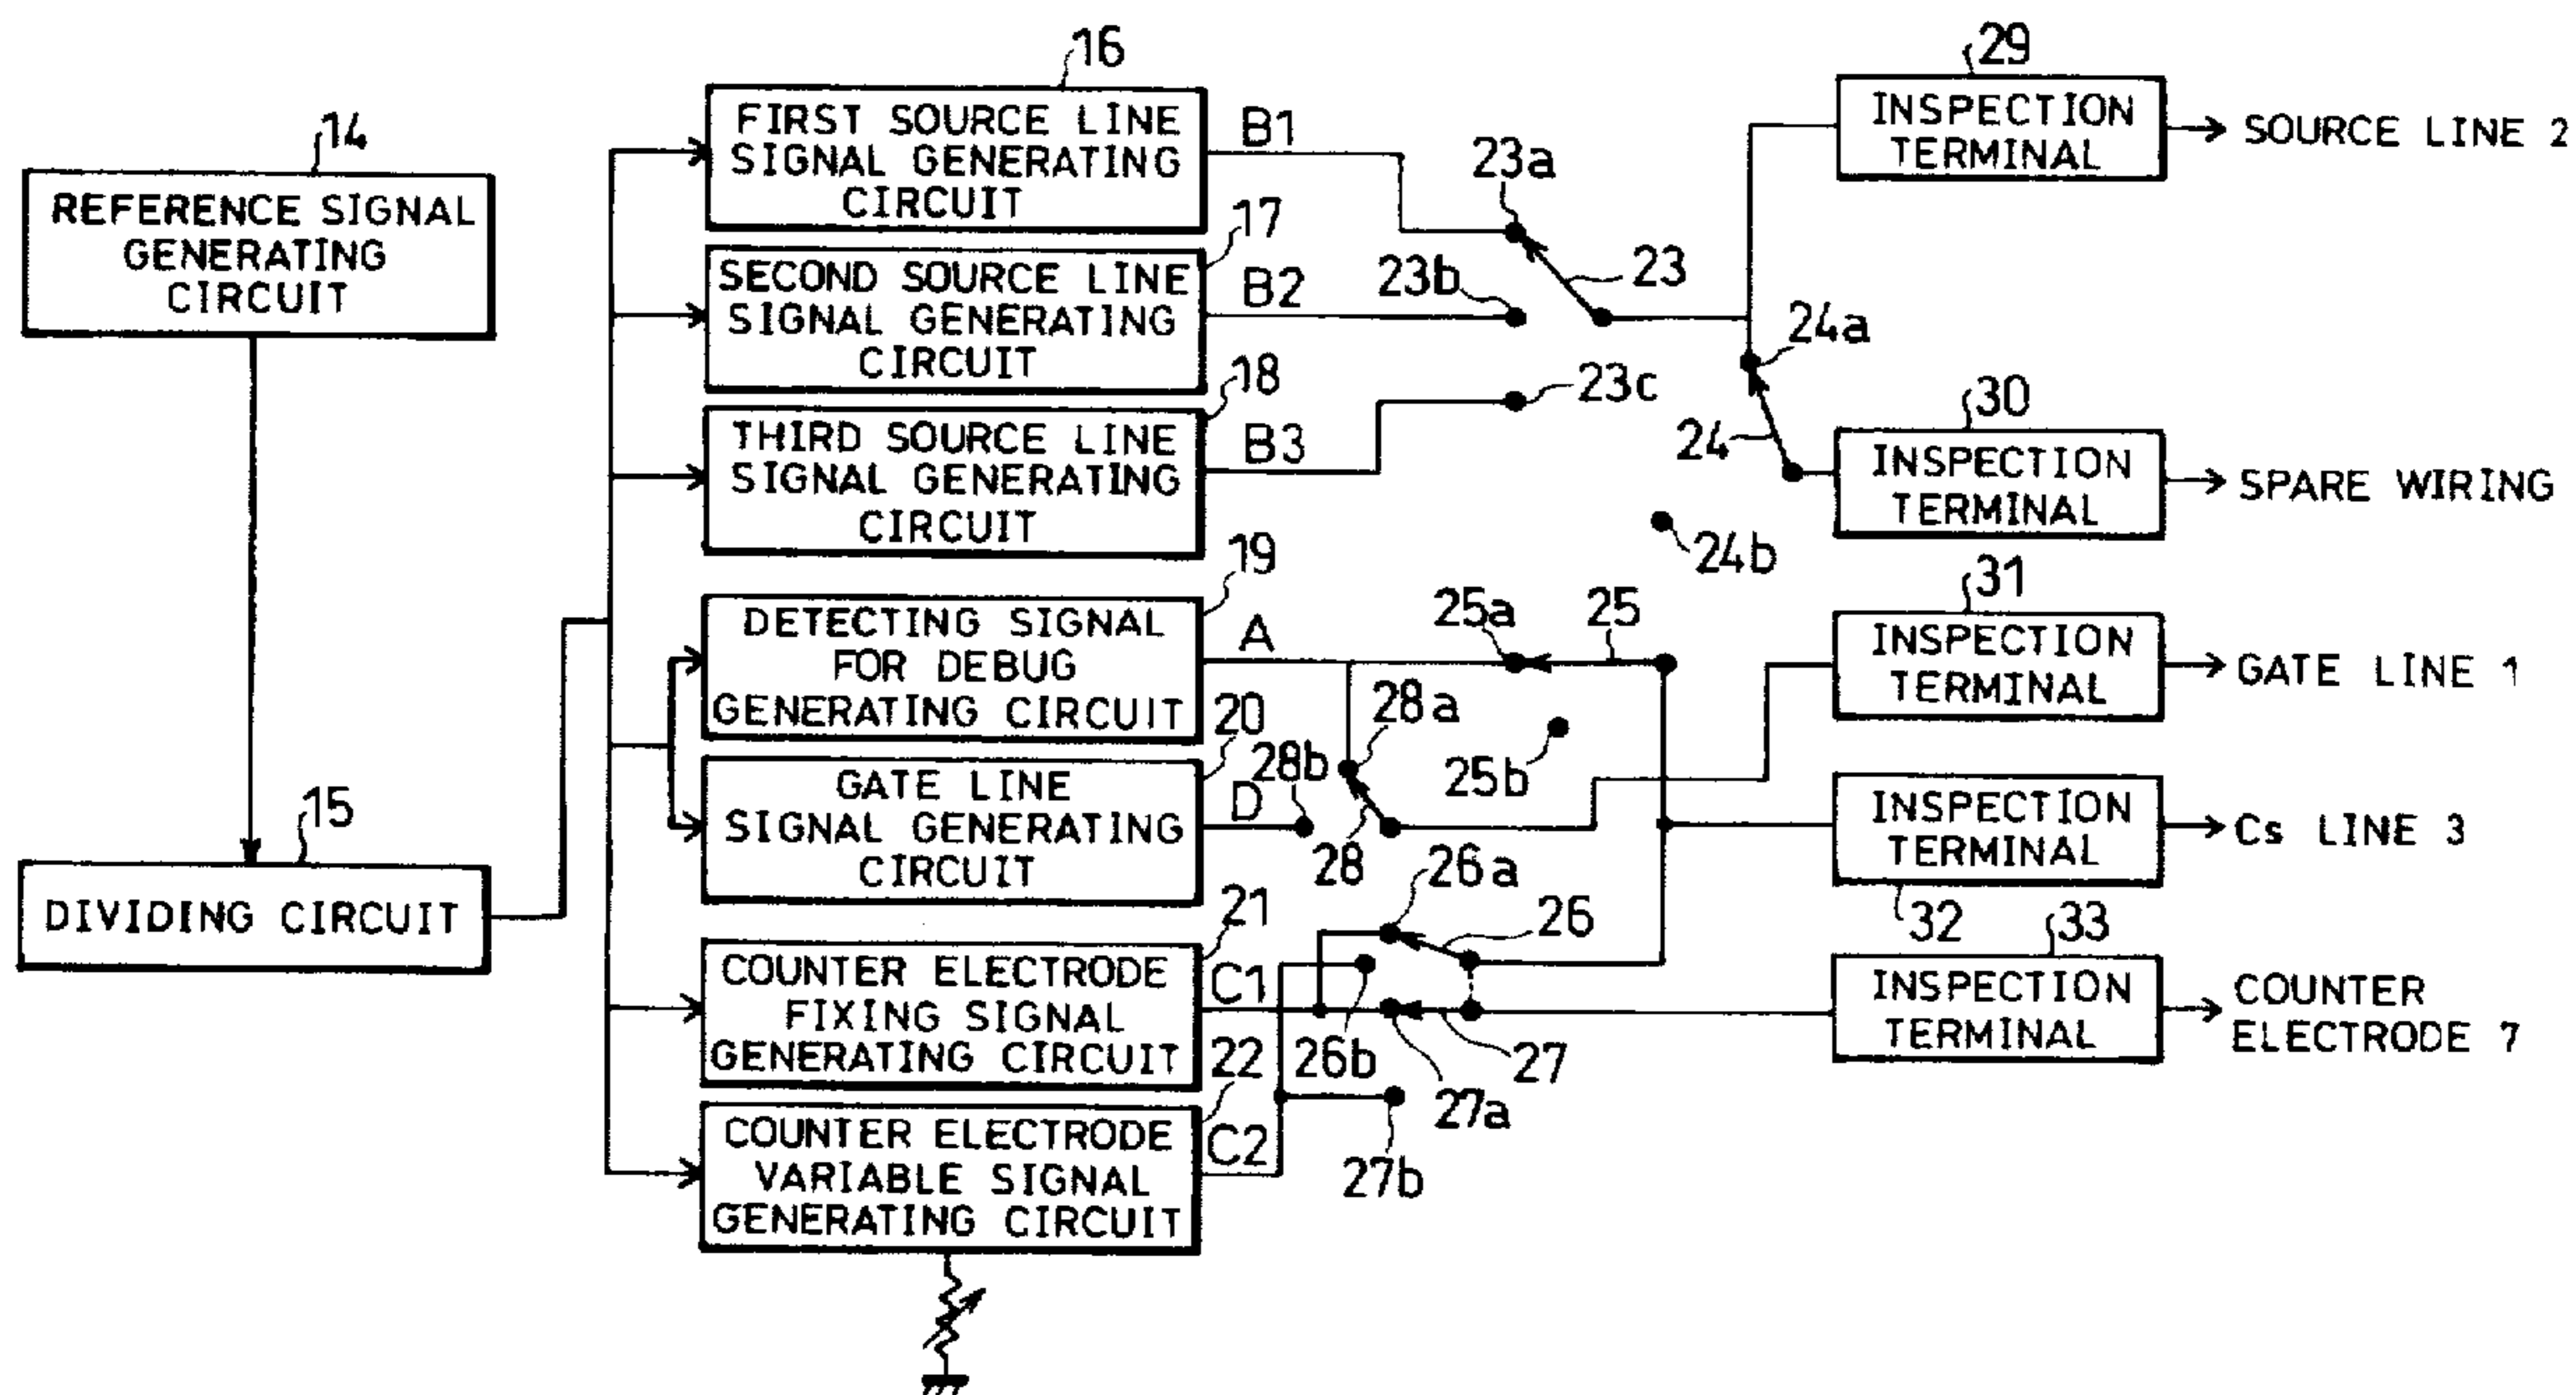 14
REFERENCE SIGNAL
GENERATING
CIRCUIT
15
DIVIDING CIRCUIT
16
FIRST SOURCE LINE
SIGNAL GENERATING
CIRCUIT
B1
17
SECOND SOURCE LINE
SIGNAL GENERATING
CIRCUIT
B2
18
THIRD SOURCE LINE
SIGNAL GENERATING
CIRCUIT
B3
19
DETECTING SIGNAL
FOR DEBUG
GENERATING CIRCUIT
A
20
GATE LINE
SIGNAL GENERATING
CIRCUIT
D
21
COUNTER ELECTRODE
FIXING SIGNAL
GENERATING CIRCUIT
C1
22
COUNTER ELECTRODE
VARIABLE SIGNAL
GENERATING CIRCUIT
C2
23a
23b
23
23c
24a
24
24b
25a
25
25b
28a
28b
28
26a
26
26b
27
27a
27b
29
INSPECTION
TERMINAL
SOURCE LINE 2
30
INSPECTION
TERMINAL
SPARE WIRING
31
INSPECTION
TERMINAL
GATE LINE 1
INSPECTION
TERMINAL
32
Cs LINE 3
33
INSPECTION
TERMINAL
COUNTER
ELECTRODE 7